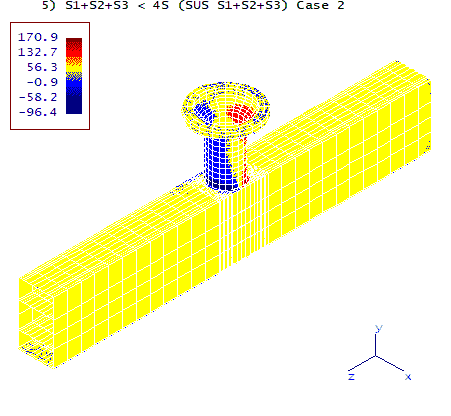 5) S1+S2+S3 < 4S (SUS S1+S2+S3) Case 2
170.9
132.7
56.3
-0.9
-58.2
-96.4
y
z x